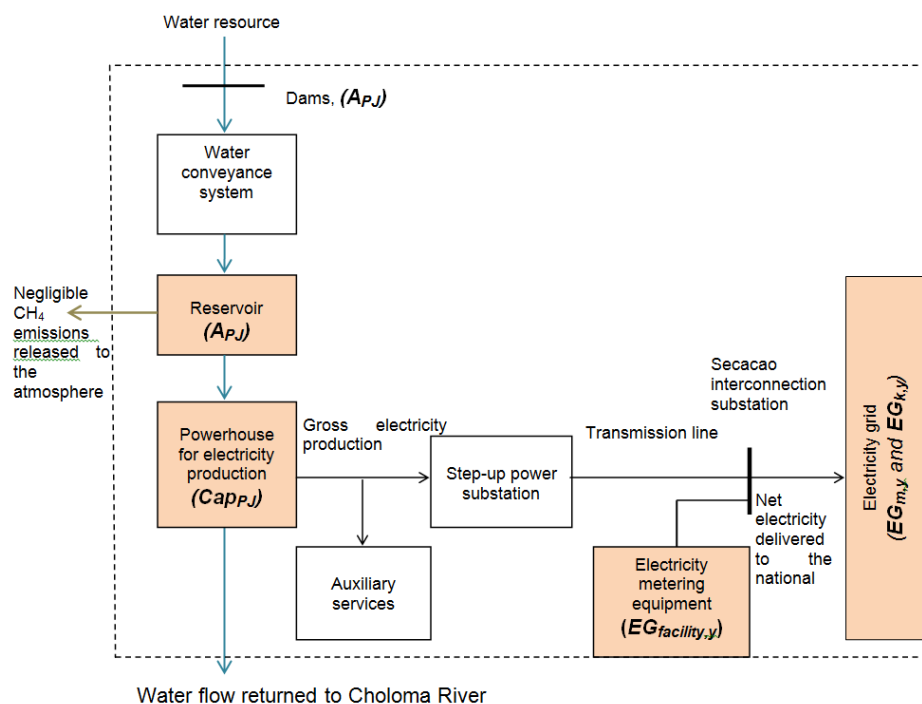 Water resource
Dams, (APJ)
Water
conveyance
system
Negligible
CH4
emissions
released to
the
atmosphere
Reservoir
(APJ)
Powerhouse
for electricity
production
(CapPJ)
Gross electricity
production
Step-up power
substation
Auxiliary
services
Transmission line
Secacao
interconnection
substation
Net
electricity
delivered
to the
national
Electricity
metering
equipment
(EGfacility,y)
Electricity grid
(EGm,y and EGk,y)
Water flow returned to Choloma River